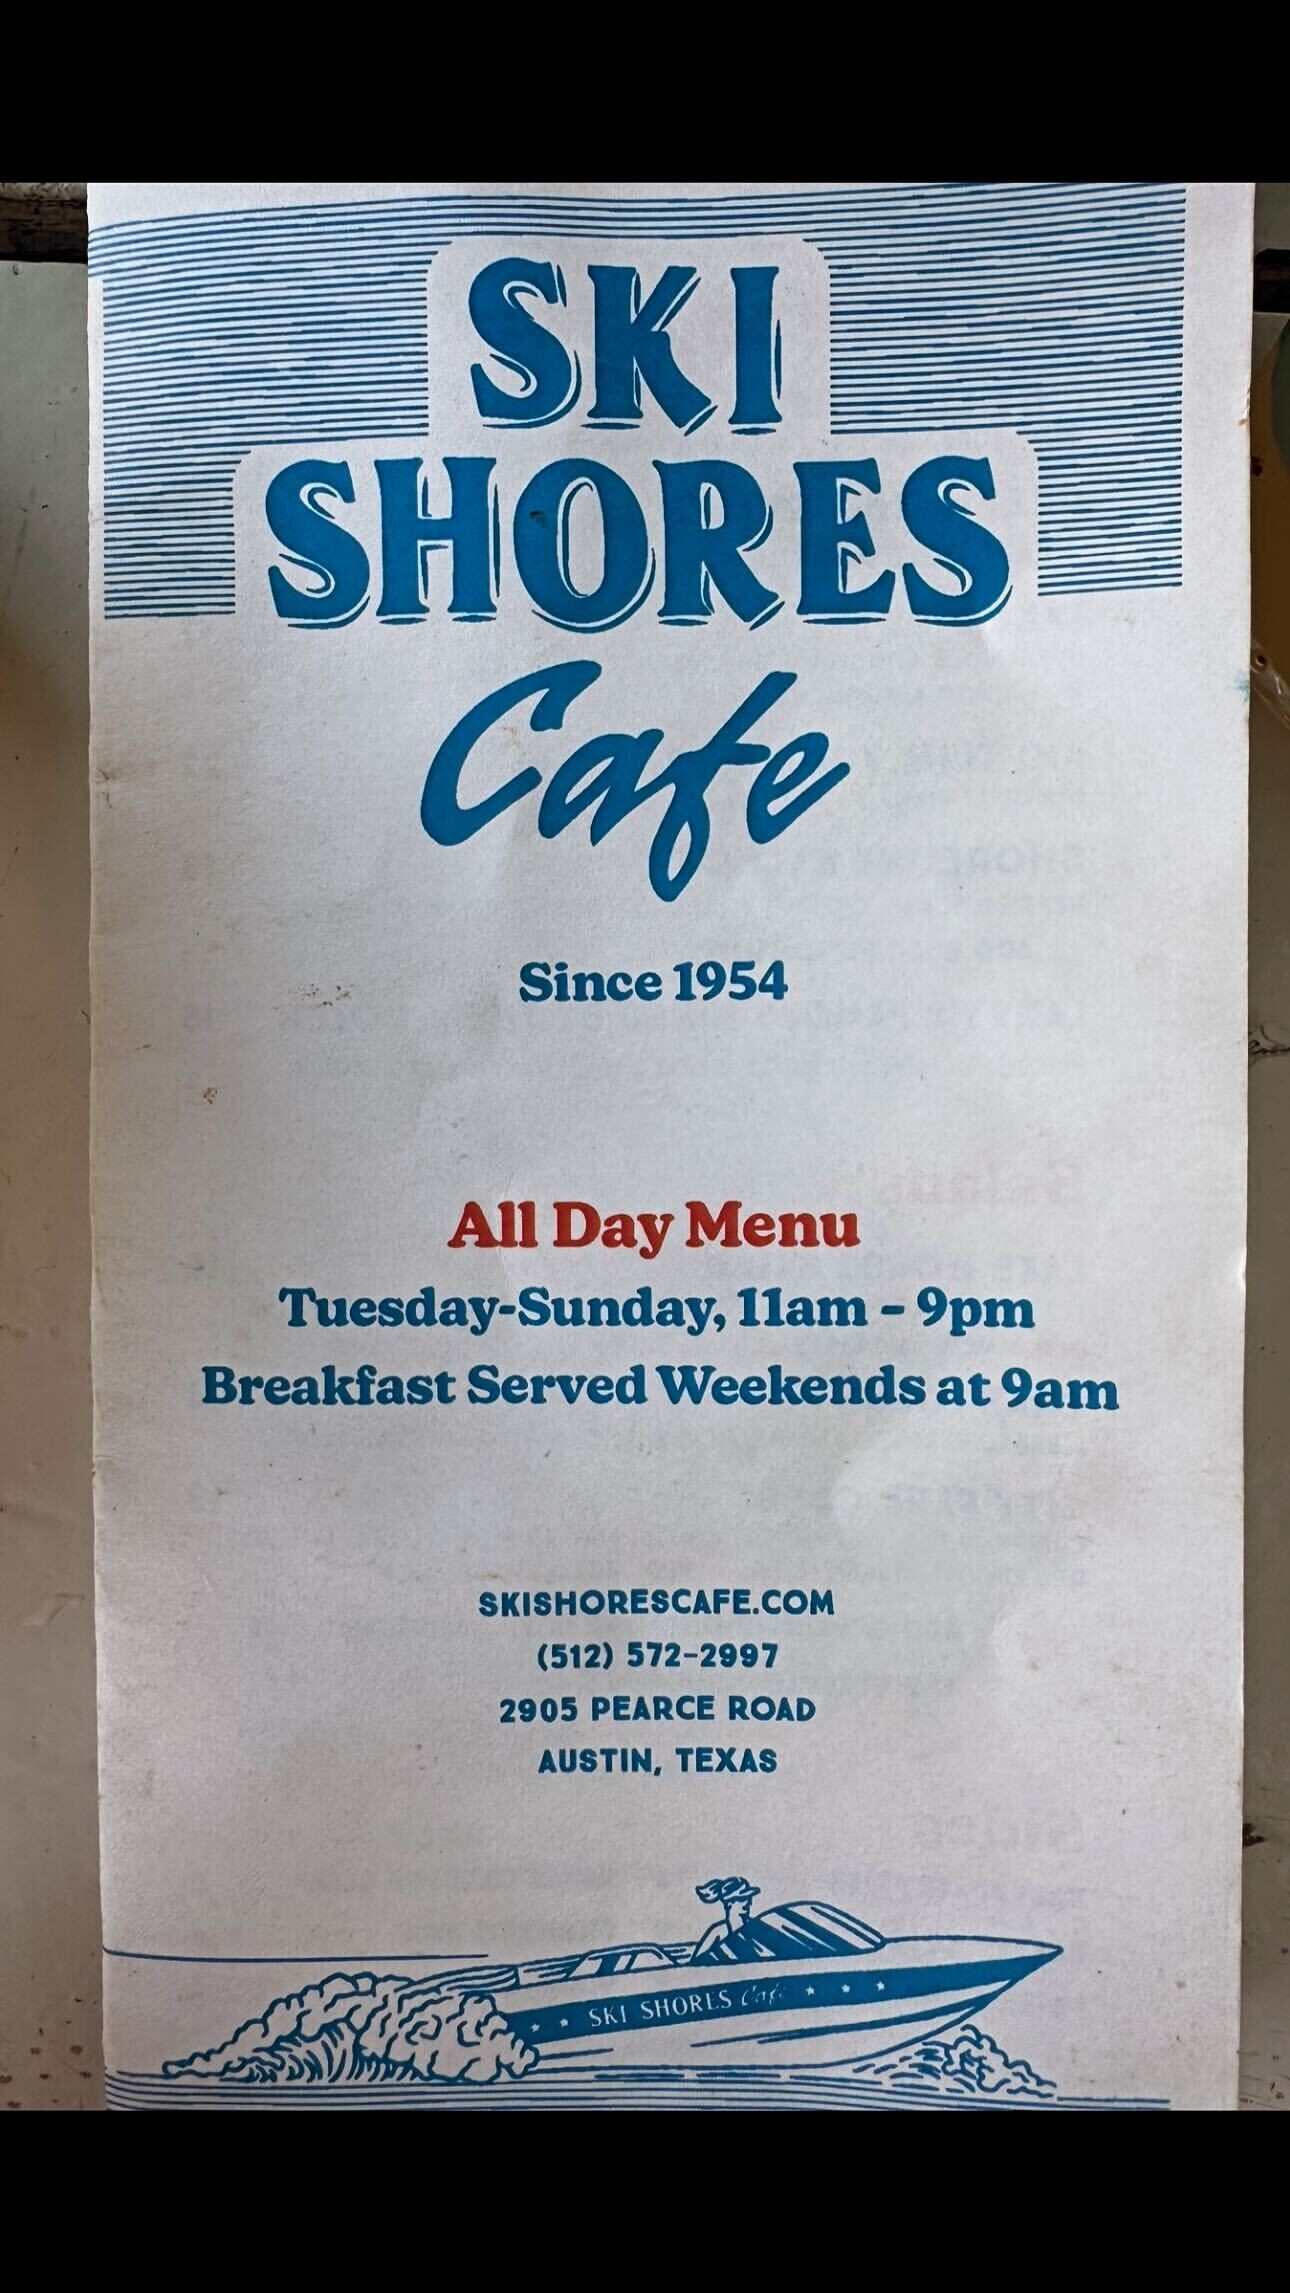 SKI
SHORES
Cafe
Since 1954
All Day Menu
Tuesday-Sunday, 11am - 9pm
Breakfast Served Weekends at 9am
SKISHORESCAFE.COM
(512) 572-2997
2905 PEARCE ROAD
AUSTIN, TEXAS
SKI SHORES Cafe